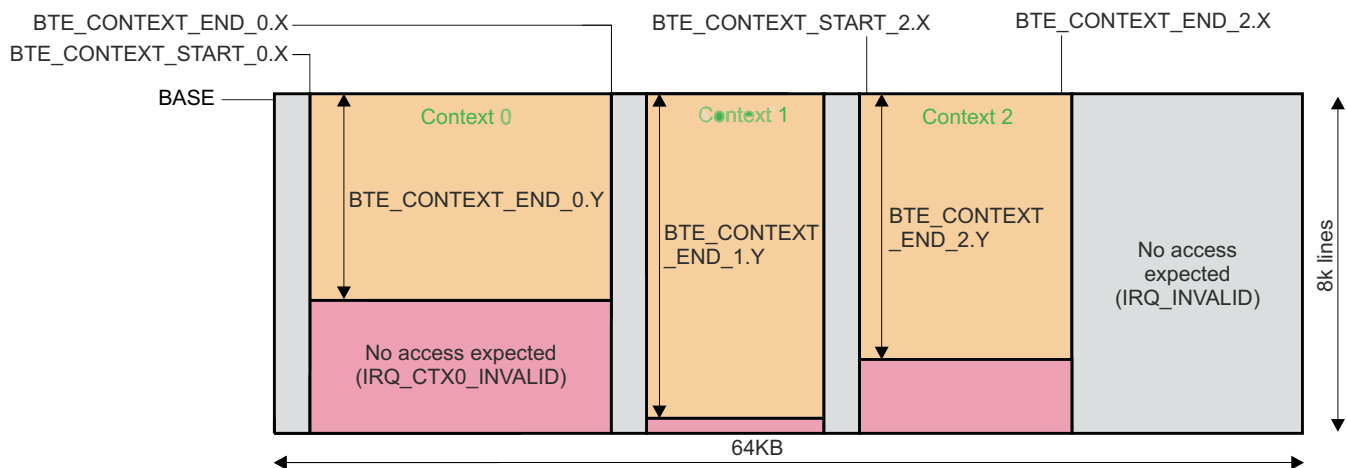 BTE_CONTEXT_END_0.X
BTE_CONTEXT_START_2.X
BTE_CONTEXT_END_2.X
BTE_CONTEXT_START_0.X
BASE
Context 0
Context 1
Context 2
BTE_CONTEXT_END_0.Y
BTE_CONTEXT
_END_1.Y
BTE_CONTEXT
_END_2.Y
No access
expected
(IRQ_INVALID)
8k lines
No access expected
(IRQ_CTX0_INVALID)
64KB